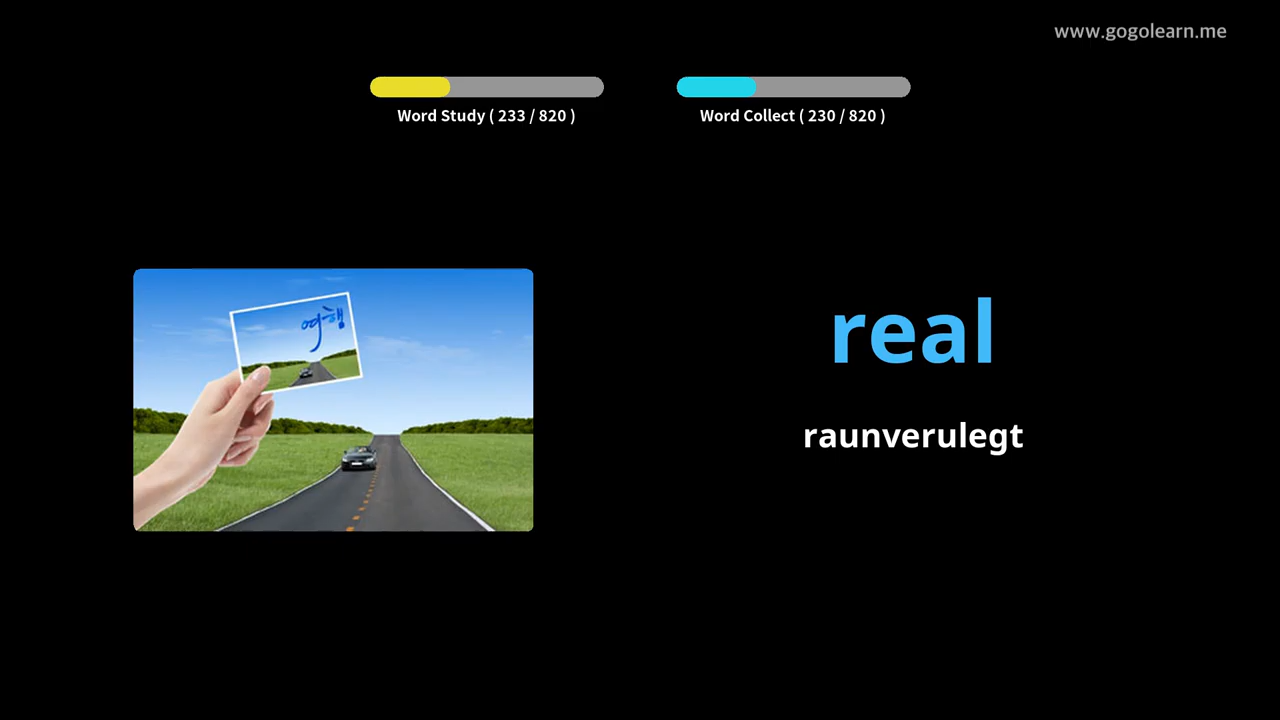 www.gogolearn.me
Word Study ( 233 / 820 )
Word Collect ( 230 / 820 )
여행
real
raunverulegt